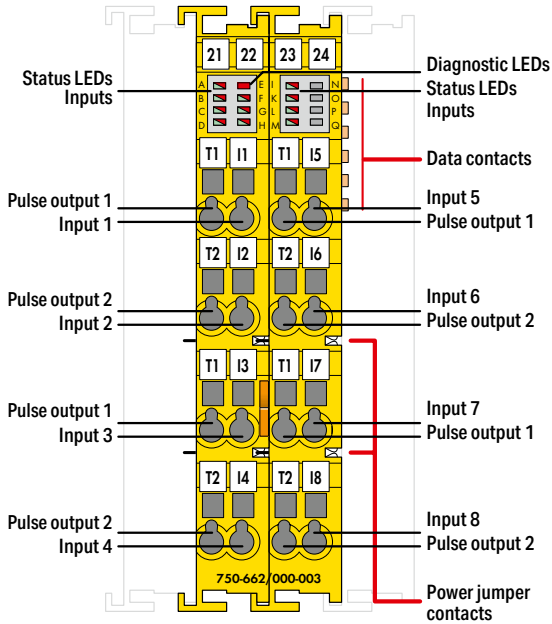 21 22 23 24
Status LEDs
Inputs
Diagnostic LEDs
Status LEDs
Inputs
A E I N
B F K O
C G L P
D H M Q
Data contacts
T1 I1 T1 I5
Pulse output 1
Input 1
Input 5
Pulse output 1
T2 I2 T2 I6
Pulse output 2
Input 2
Input 6
Pulse output 2
T1 I3 T1 I7
Pulse output 1
Input 3
Input 7
Pulse output 1
T2 I4 T2 I8
Pulse output 2
Input 4
Input 8
Pulse output 2
750-662/000-003
Power jumper
contacts